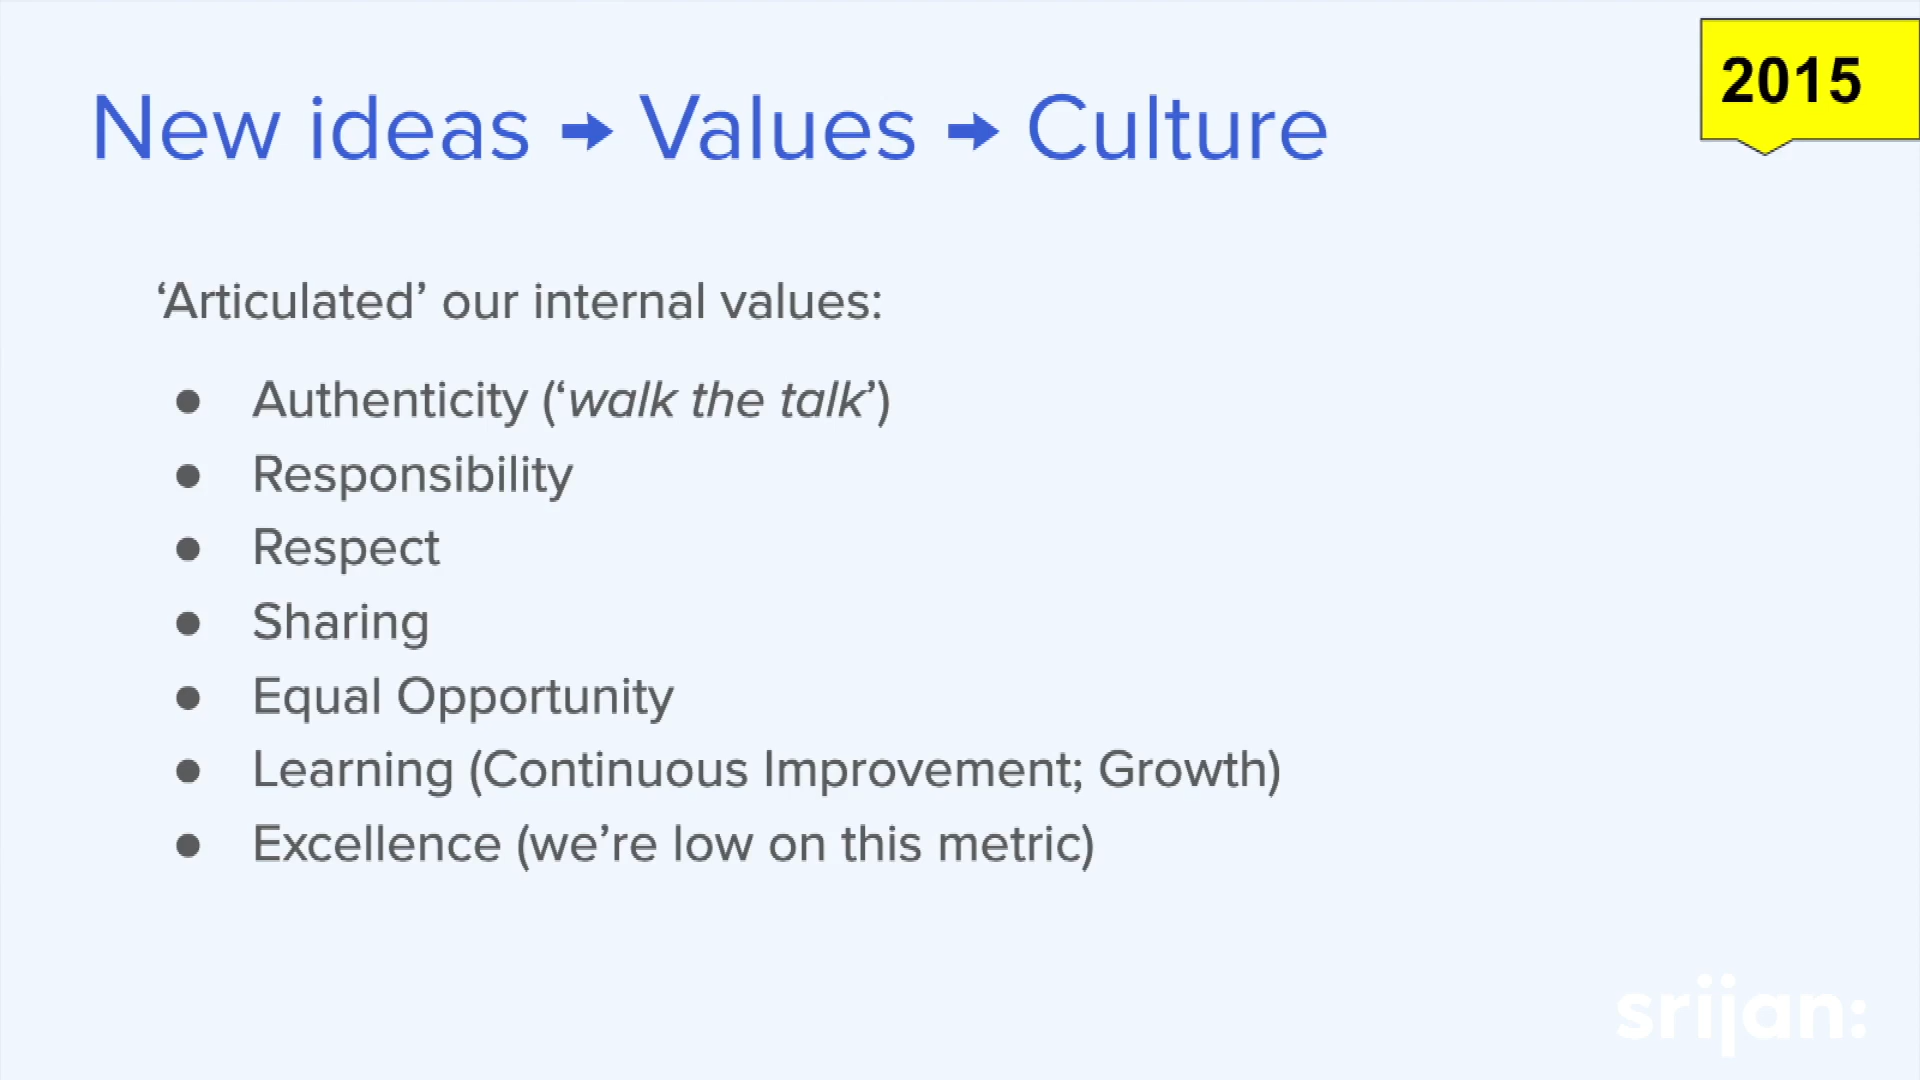 2015
New ideas → Values → Culture
‘Articulated’ our internal values:
● Authenticity (‘walk the talk’)
● Responsibility
● Respect
● Sharing
● Equal Opportunity
● Learning (Continuous Improvement; Growth)
● Excellence (we’re low on this metric)
srijan: